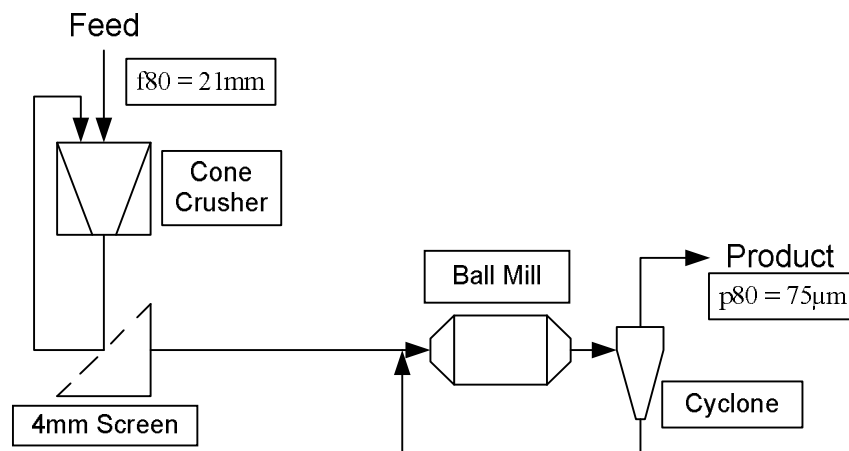 Feed
f80 = 21mm
Cone
Crusher
Ball Mill
Product
p80 = 75µm
4mm Screen
Cyclone